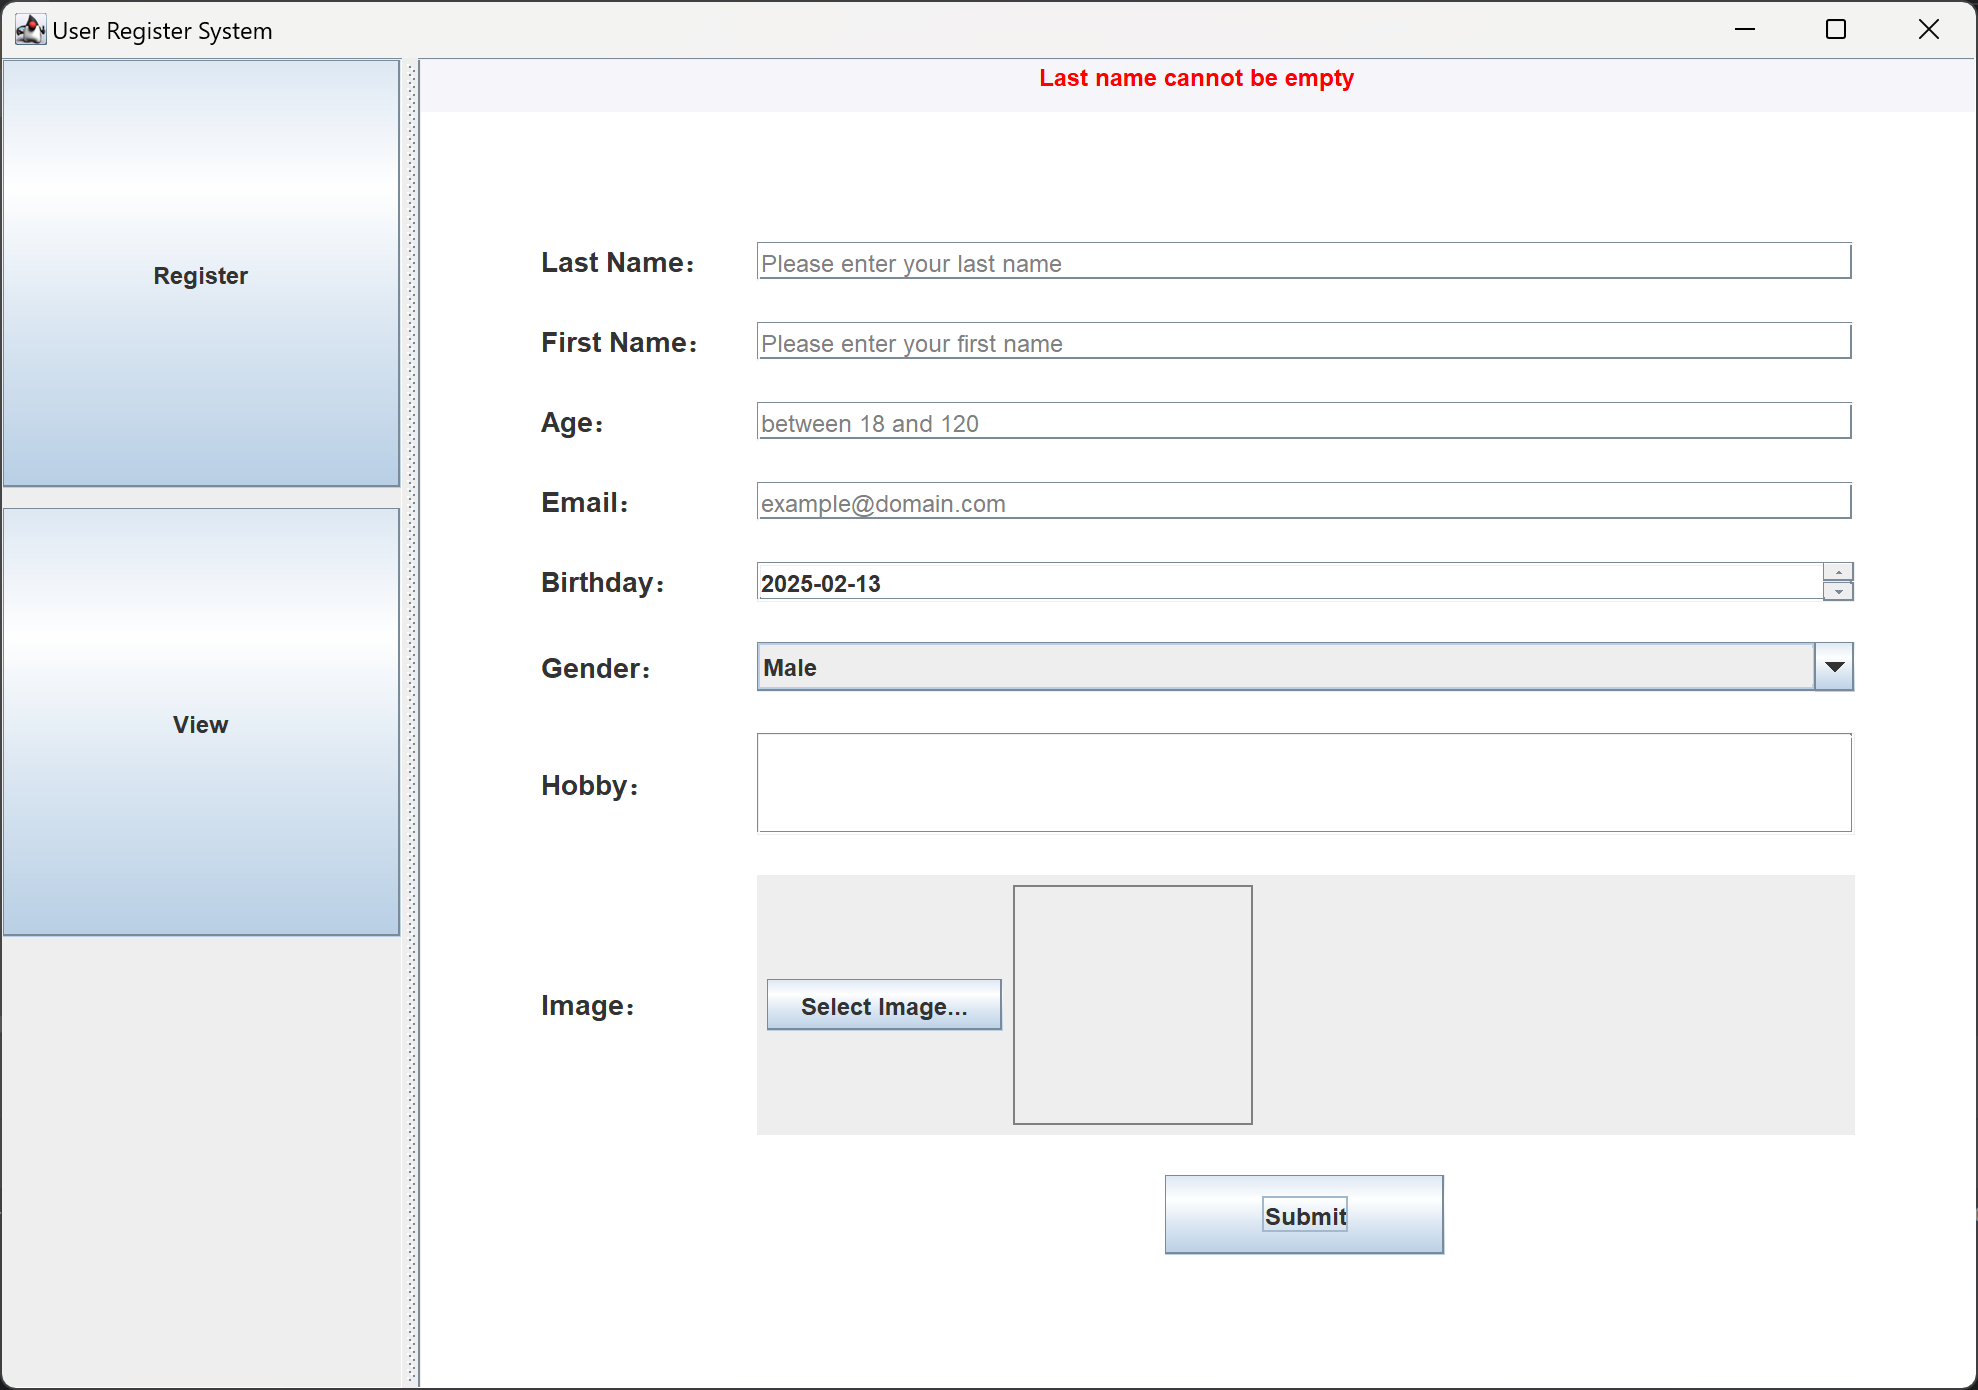 User Register System
Last name cannot be empty
Register
View
Last Name： Please enter your last name
First Name： Please enter your first name
Age： between 18 and 120
Email： example@domain.com
Birthday： 2025-02-13
Gender： Male
Hobby：
Image： Select Image...
Submit